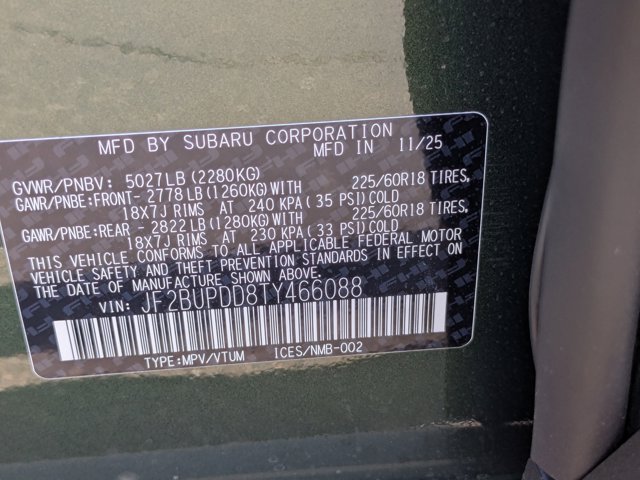 MFD BY SUBARU CORPORATION
MFD IN 11/25
GVWR/PNBV: 5027LB (2280KG)
GAWR/PNBE:FRONT- 2778 LB (1260KG) WITH 225/60R18 TIRES,
18X7J RIMS AT 240 KPA (35 PSI) COLD
GAWR/PNBE:REAR - 2822 LB (1280KG) WITH 225/60R18 TIRES,
18X7J RIMS AT 230 KPA (33 PSI) COLD
THIS VEHICLE CONFORMS TO ALL APPLICABLE FEDERAL MOTOR
VEHICLE SAFETY AND THEFT PREVENTION STANDARDS IN EFFECT ON
THE DATE OF MANUFACTURE SHOWN ABOVE.
VIN: JF2BUPDD8TY466088
TYPE:MPV/VTUM ICES/NMB-002